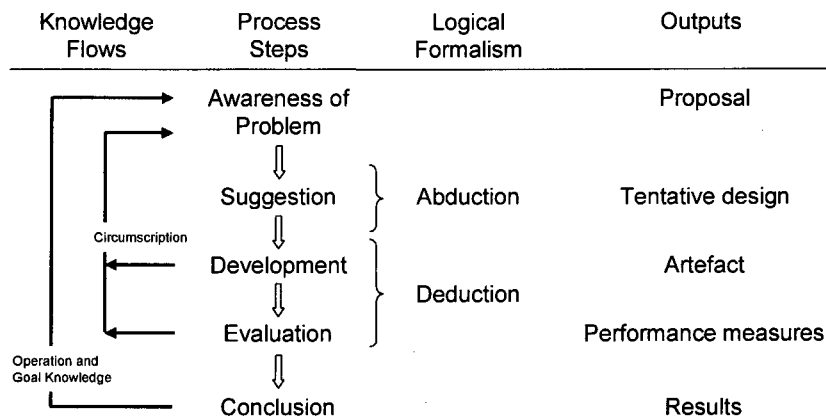 Knowledge Flows
Process Steps
Logical Formalism
Outputs
Awareness of Problem
Proposal
Suggestion
Abduction
Tentative design
Circumscription
Development
Artefact
Deduction
Evaluation
Performance measures
Operation and Goal Knowledge
Conclusion
Results